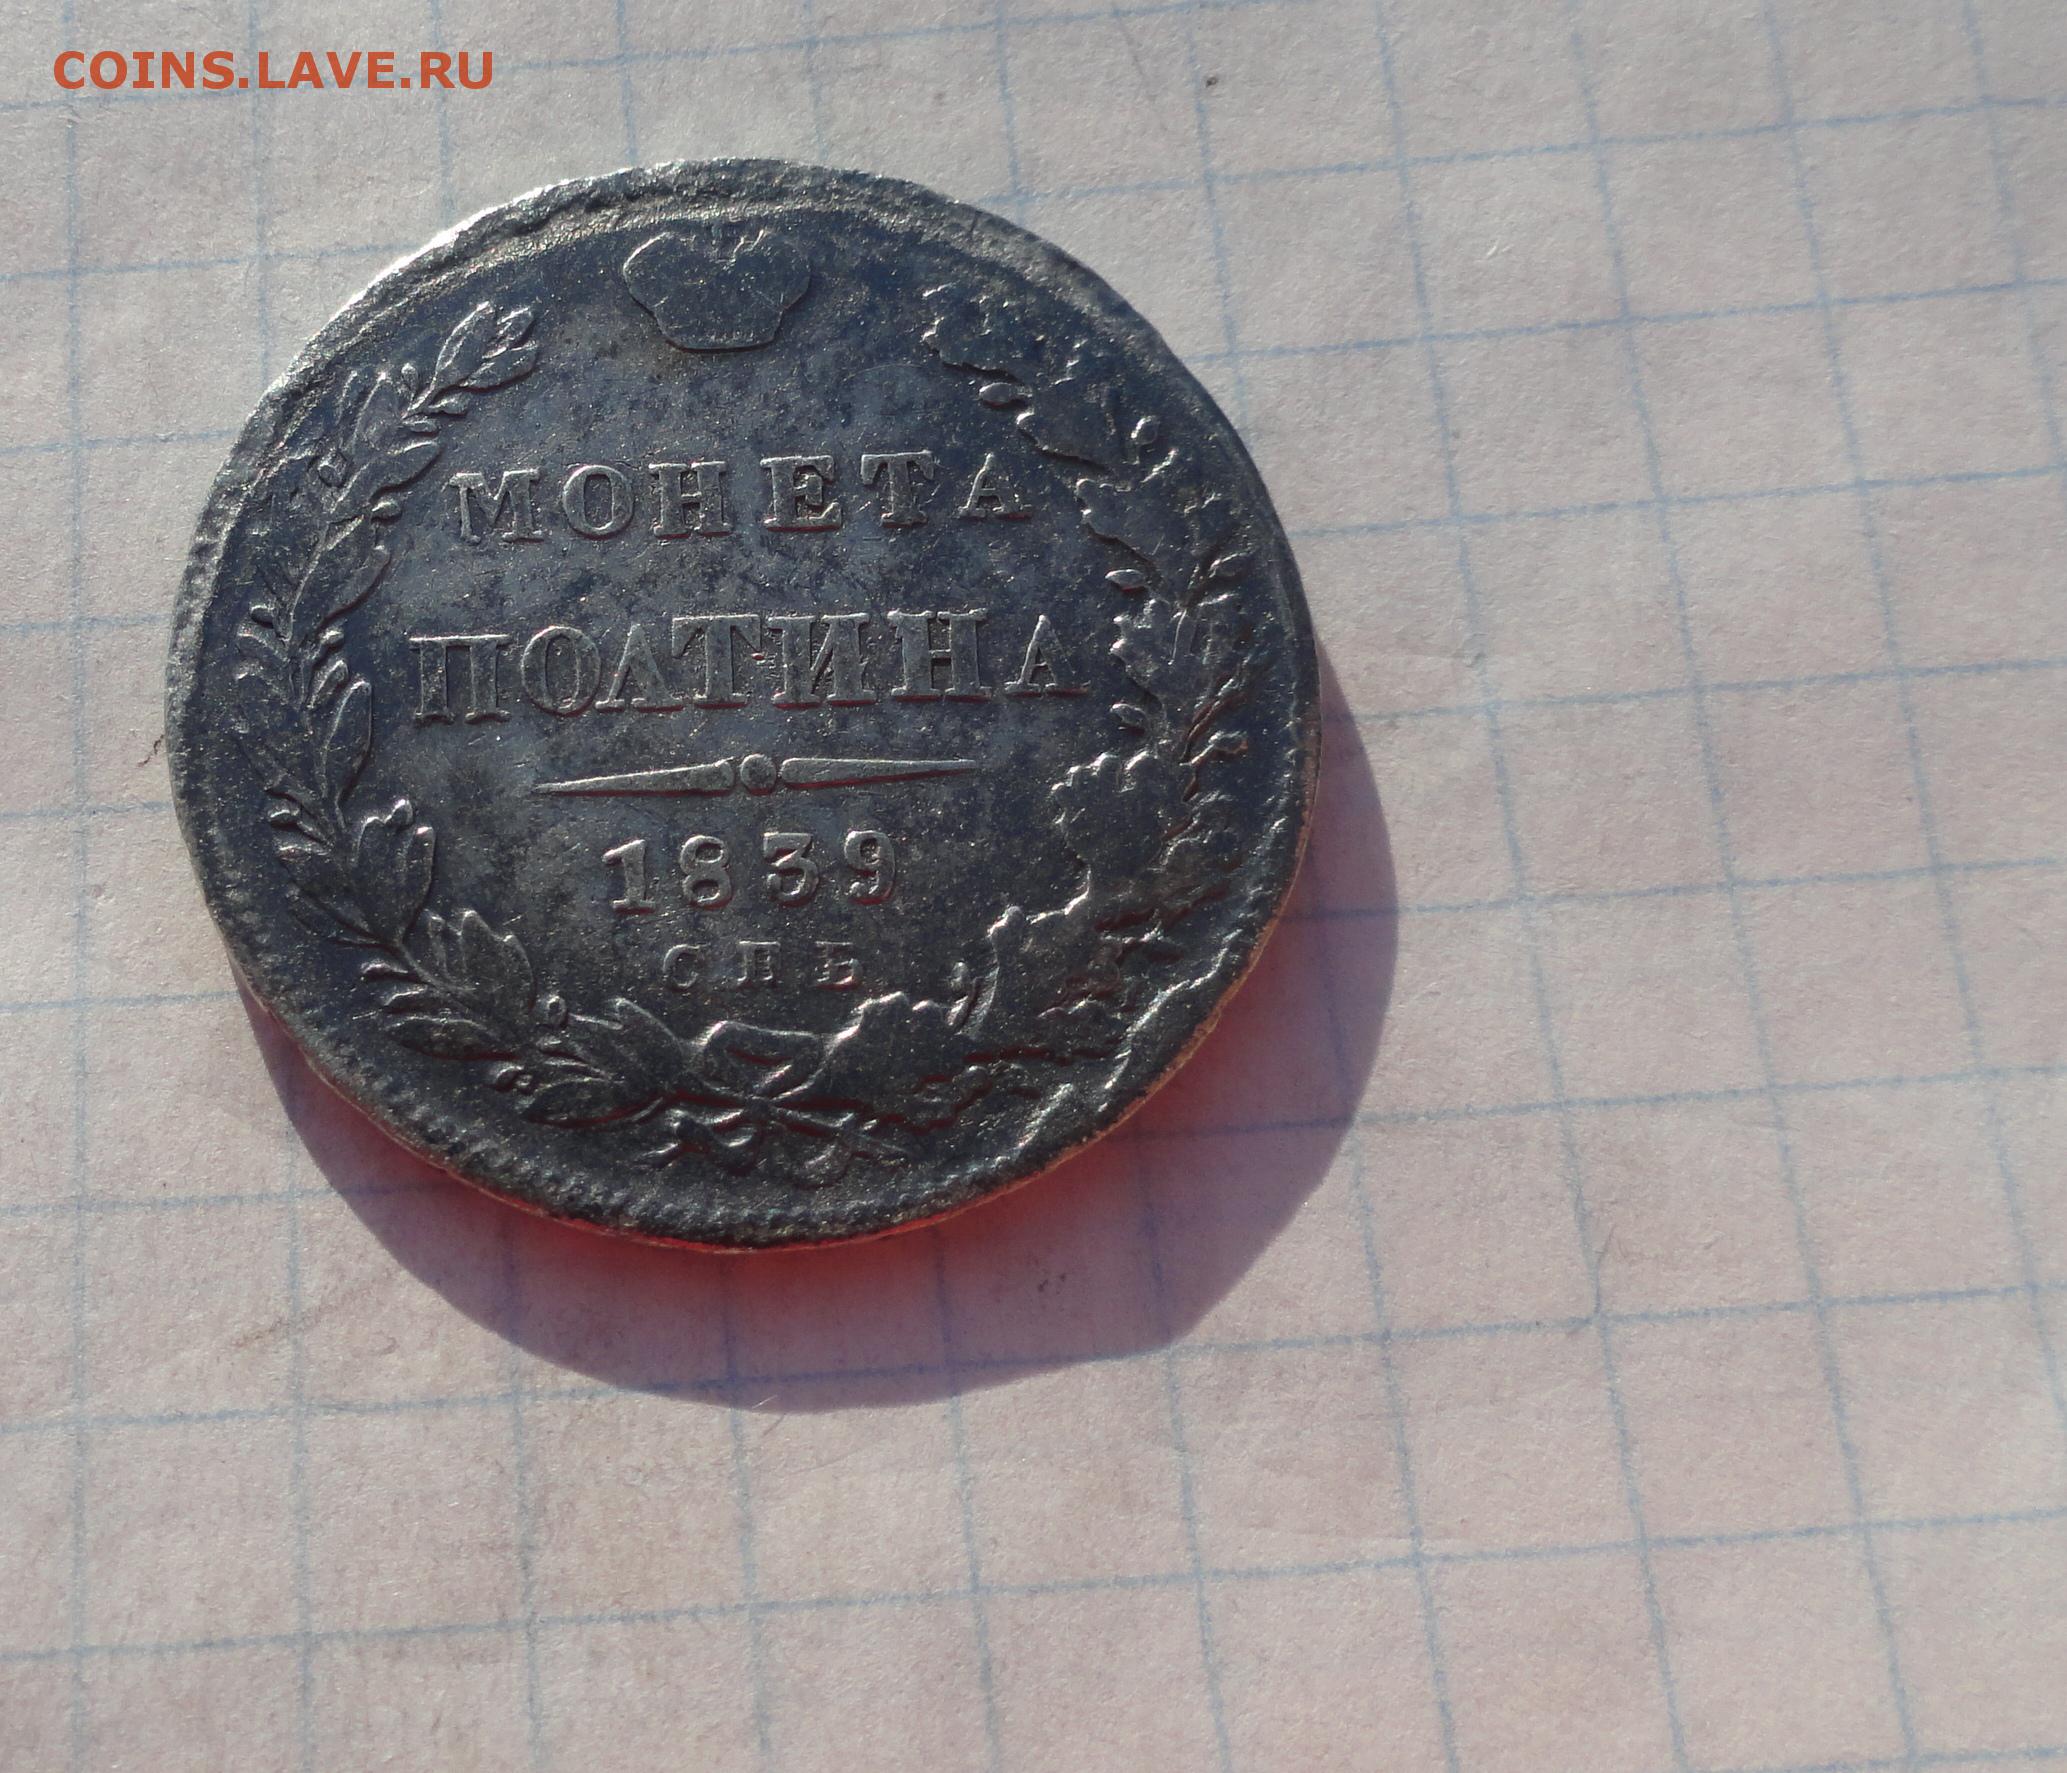 COINS.LAVE.RU
МОНЕТА
ПОЛТИНА
1839
СПБ